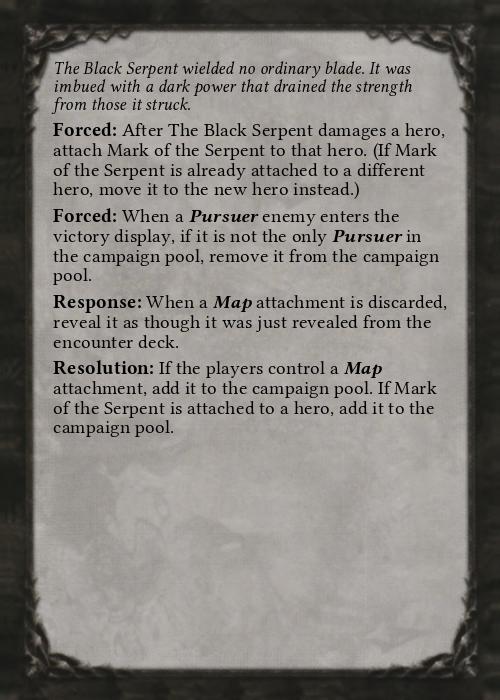 The Black Serpent wielded no ordinary blade. It was
imbued with a dark power that drained the strength
from those it struck.
Forced: After The Black Serpent damages a hero,
attach Mark of the Serpent to that hero. (If Mark
of the Serpent is already attached to a different
hero, move it to the new hero instead.)
Forced: When a Pursuer enemy enters the
victory display, if it is not the only Pursuer in
the campaign pool, remove it from the campaign
pool.
Response: When a Map attachment is discarded,
reveal it as though it was just revealed from the
encounter deck.
Resolution: If the players control a Map
attachment, add it to the campaign pool. If Mark
of the Serpent is attached to a hero, add it to the
campaign pool.